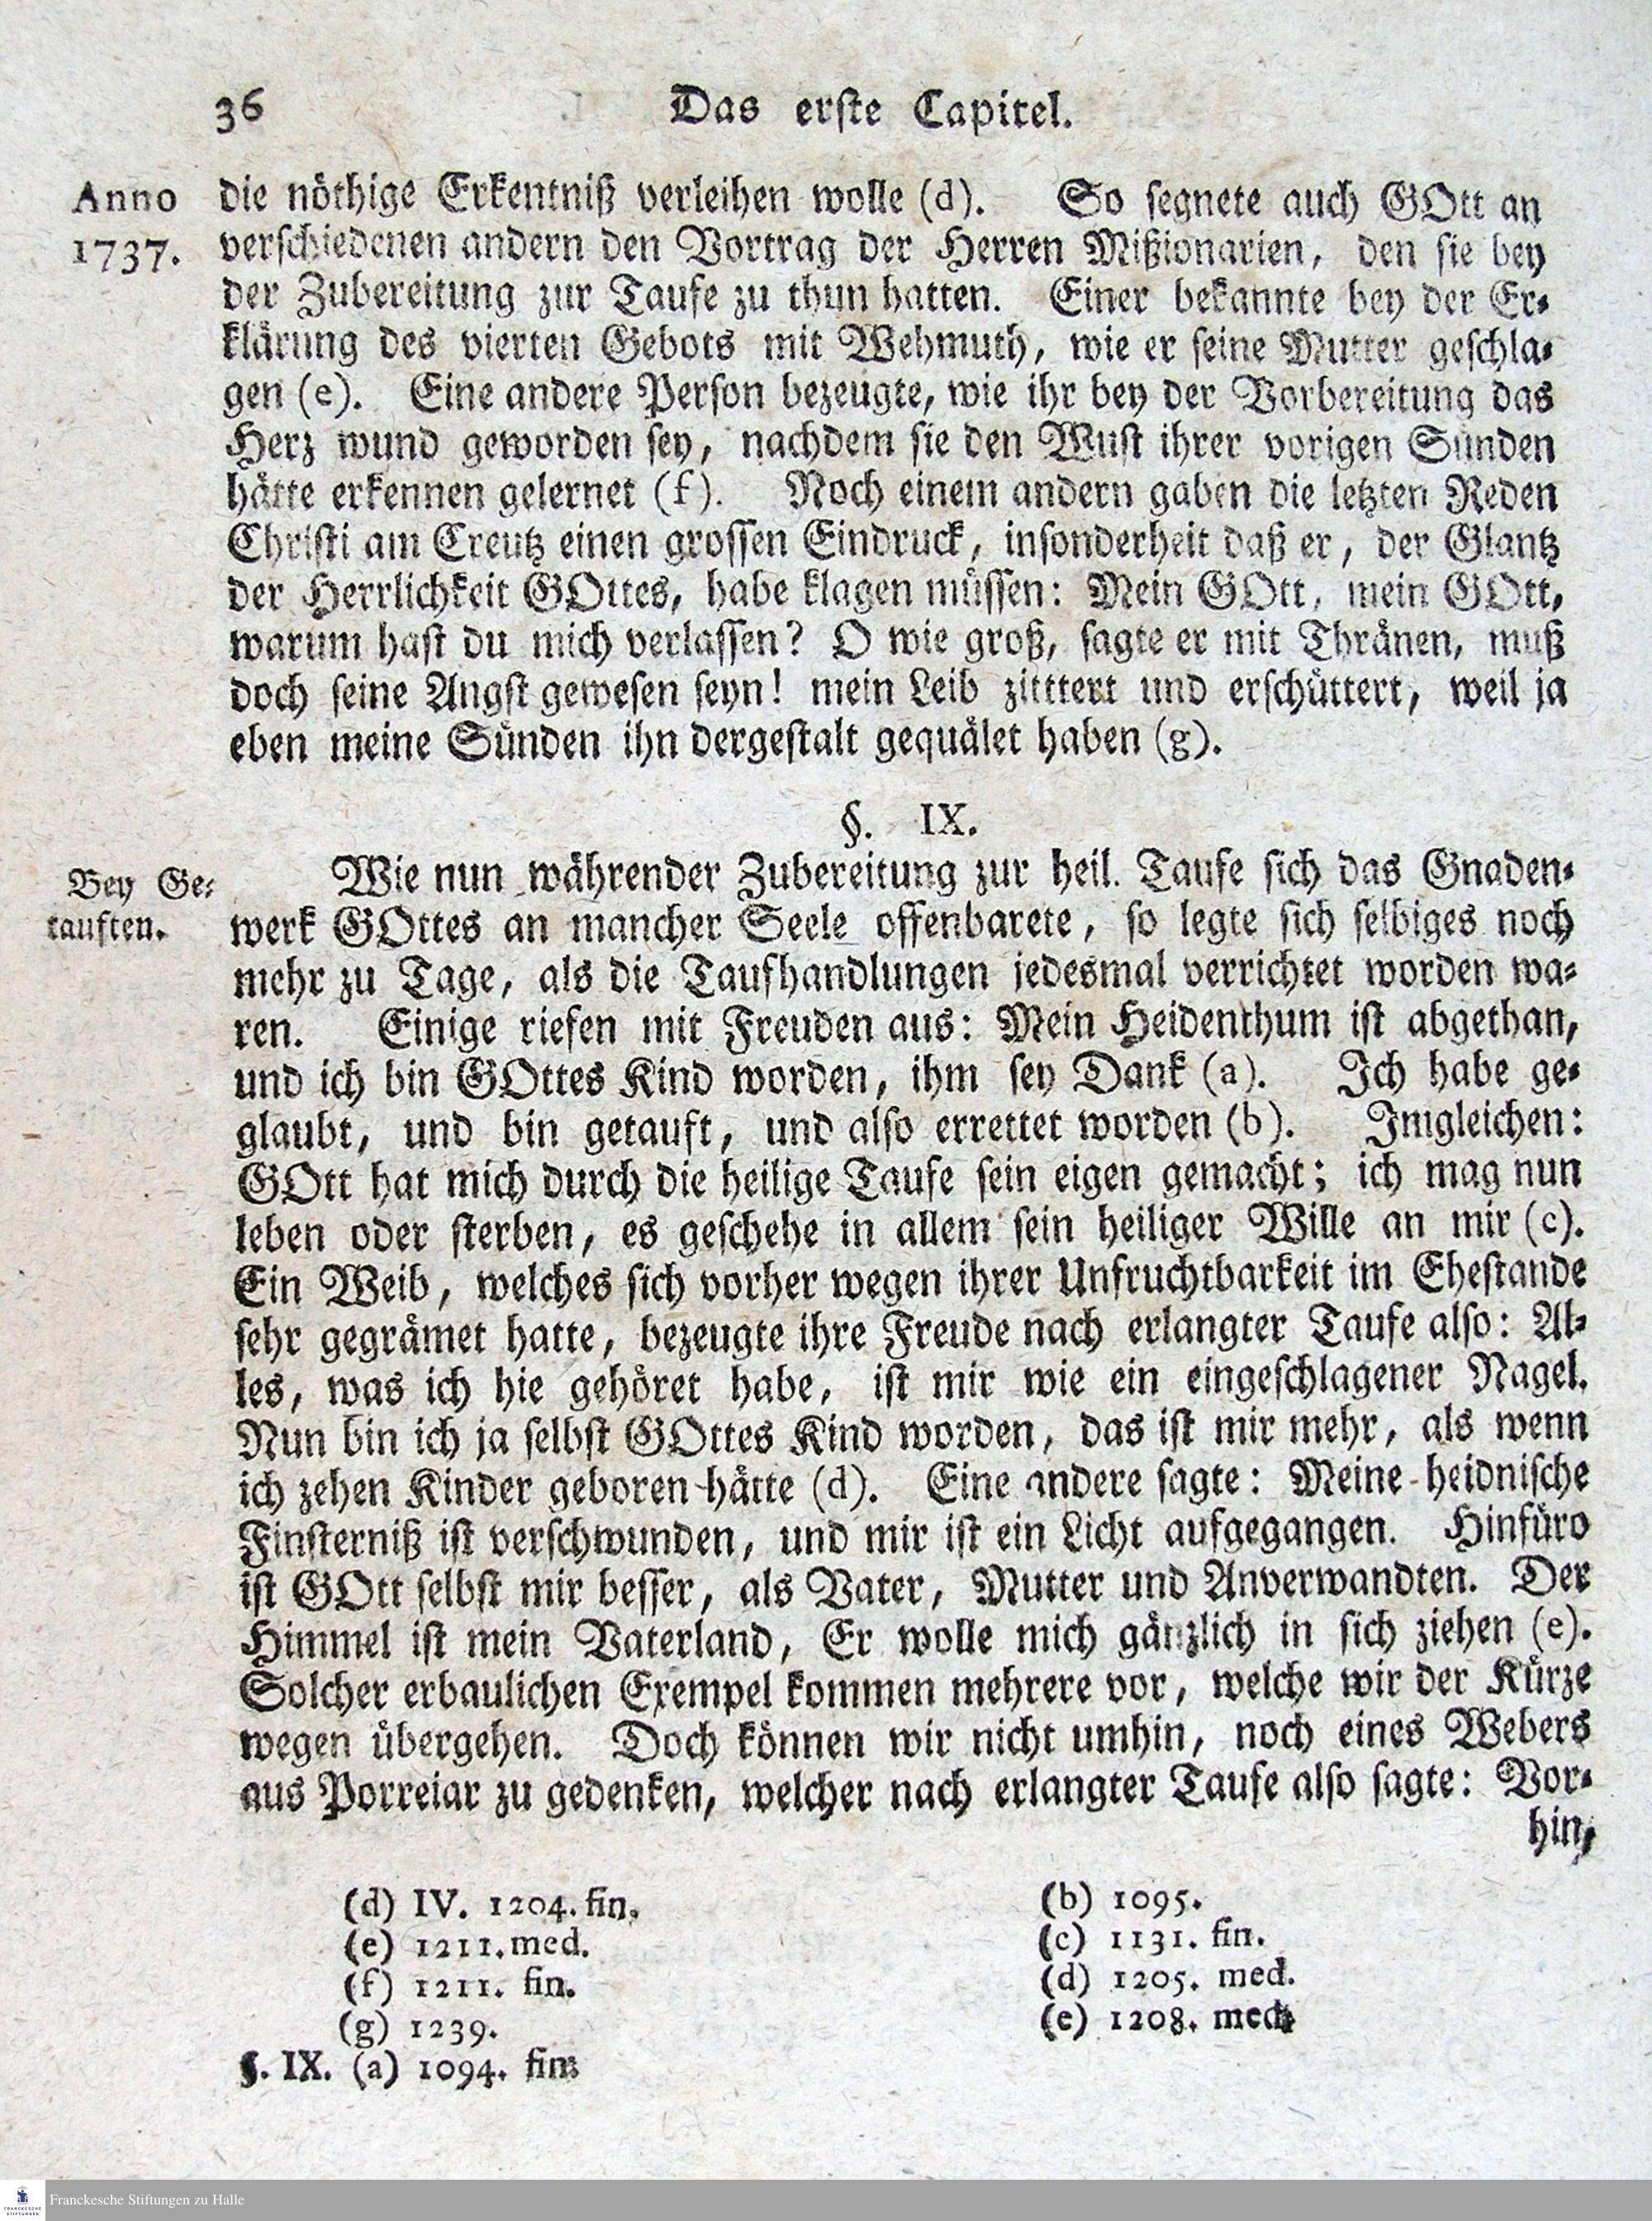 36 Das erste Capitel.
Anno 1737.
die nöthige Erkentniß verleihen wolle (d). So segnete auch GOtt an
verschiedenen andern den Vortrag der Herren Mißionarien, den sie bey
der Zubereitung zur Taufe zu thun hatten. Einer bekannte bey der Er-
klärung des vierten Gebots mit Wehmuth, wie er seine Mutter geschla-
gen (e). Eine andere Person bezeugte, wie ihr bey der Vorbereitung das
Herz wund geworden sey, nachdem sie den Wust ihrer vorigen Sünden
hätte erkennen gelernet (f). Noch einem andern gaben die letzten Reden
Christi am Creutz einen grossen Eindruck, insonderheit daß er, der Glantz
der Herrlichkeit GOttes, habe klagen müssen: Mein GOtt, mein GOtt,
warum hast du mich verlassen? O wie groß, sagte er mit Thränen, muß
doch seine Angst gewesen seyn! mein Leib zitttert und erschüttert, weil ja
eben meine Sünden ihn dergestalt gequälet haben (g).
§. IX.
Bey Ge-
tauften.
Wie nun währender Zubereitung zur heil. Taufe sich das Gnaden-
werk GOttes an mancher Seele offenbarete, so legte sich selbiges noch
mehr zu Tage, als die Taufhandlungen jedesmal verrichtet worden wa-
ren. Einige riefen mit Freuden aus: Mein Heidenthum ist abgethan,
und ich bin GOttes Kind worden, ihm sey Dank (a). Ich habe ge-
glaubt, und bin getauft, und also errettet worden (b). Imgleichen:
GOtt hat mich durch die heilige Taufe sein eigen gemacht; ich mag nun
leben oder sterben, es geschehe in allem sein heiliger Wille an mir (c).
Ein Weib, welches sich vorher wegen ihrer Unfruchtbarkeit im Ehestande
sehr gegrämet hatte, bezeugte ihre Freude nach erlangter Taufe also: Al-
les, was ich hie gehöret habe, ist mir wie ein eingeschlagener Nagel.
Nun bin ich ja selbst GOttes Kind worden, das ist mir mehr, als wenn
ich zehen Kinder geboren hätte (d). Eine andere sagte: Meine heidnische
Finsterniß ist verschwunden, und mir ist ein Licht aufgegangen. Hinfüro
ist GOtt selbst mir besser, als Vater, Mutter und Anverwandten. Der
Himmel ist mein Vaterland, Er wolle mich gänzlich in sich ziehen (e).
Solcher erbaulichen Exempel kommen mehrere vor, welche wir der Kürze
wegen übergehen. Doch können wir nicht umhin, noch eines Webers
aus Porreiar zu gedenken, welcher nach erlangter Taufe also sagte: Vor-
hin,
(d) IV. 1204. fin.
(e) 1211. med.
(f) 1211. fin.
(g) 1239.
§. IX. (a) 1094. fin.
(b) 1095.
(c) 1131. fin.
(d) 1205. med.
(e) 1208. med.
Franckesche Stiftungen zu Halle
FRANCKESCHE
STIFTUNGEN